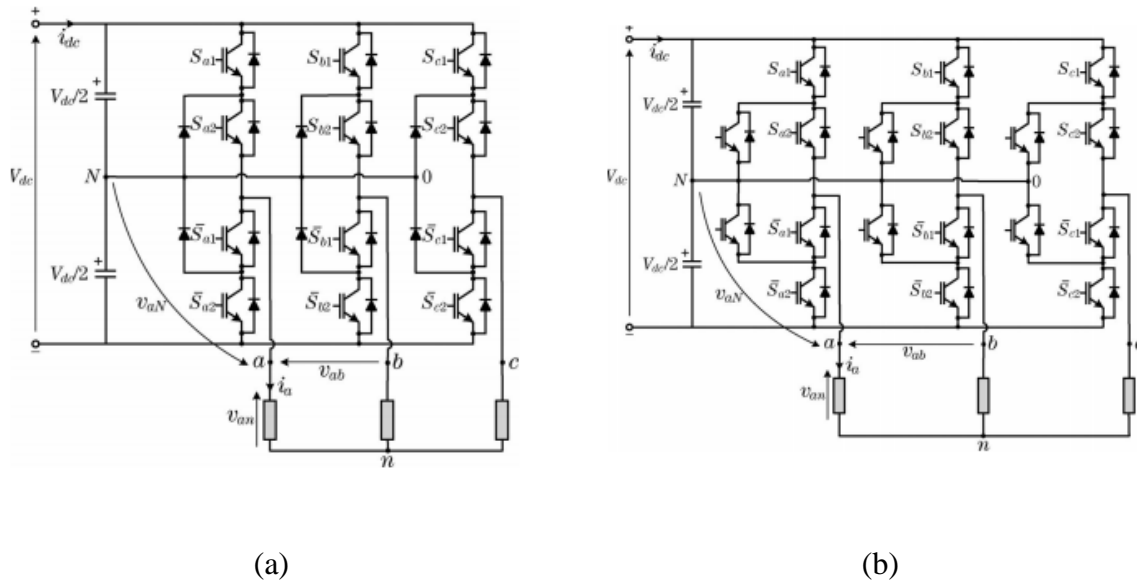 + +
i_dc i_dc
S_a1 S_b1 S_c1 S_a1 S_b1 S_c1
+ V_dc/2 + V_dc/2
S_a2 S_b2 S_c2 S_a2 S_b2 S_c2
V_dc N 0 V_dc N 0
S̄_a1 S̄_b1 S̄_c1 S̄_a1 S̄_b1 S̄_c1
+ V_dc/2 + V_dc/2
v_aN S̄_a2 S̄_b2 S̄_c2 v_aN S̄_a2 S̄_b2 S̄_c2
− −
a v_ab b c a v_ab b
i_a i_a
v_an v_an
n n
(a) (b)